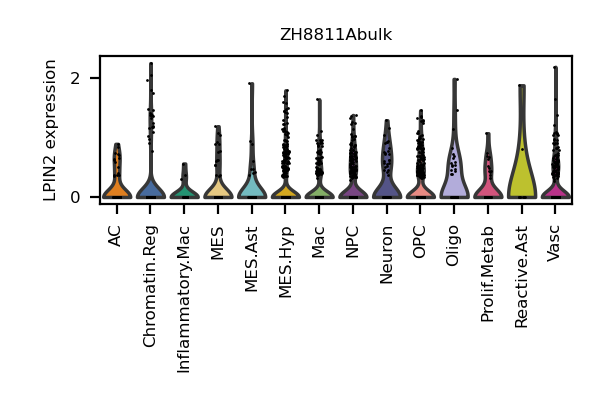 ZH8811Abulk
LPIN2 expression
2
0
AC
Chromatin.Reg
Inflammatory.Mac
MES
MES.Ast
MES.Hyp
Mac
NPC
Neuron
OPC
Oligo
Prolif.Metab
Reactive.Ast
Vasc